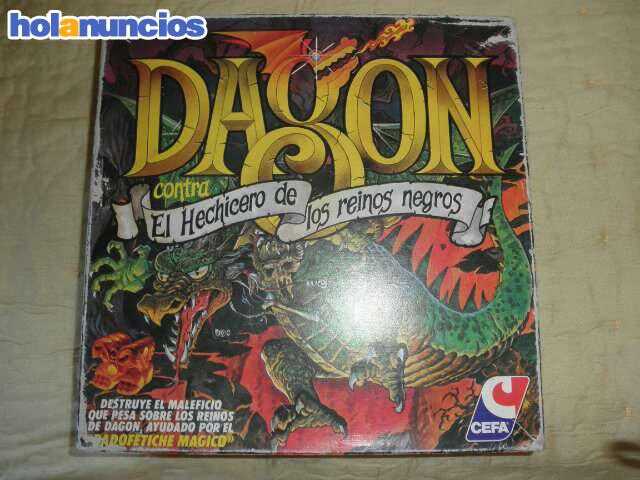 holanuncios
DAGON
contra
El Hechicero de los reinos negros
DESTRUYE EL MALEFICIO
QUE PESA SOBRE LOS REINOS
DE DAGON, AYUDADO POR EL
"DADOFETICHE MAGICO"
CEFA